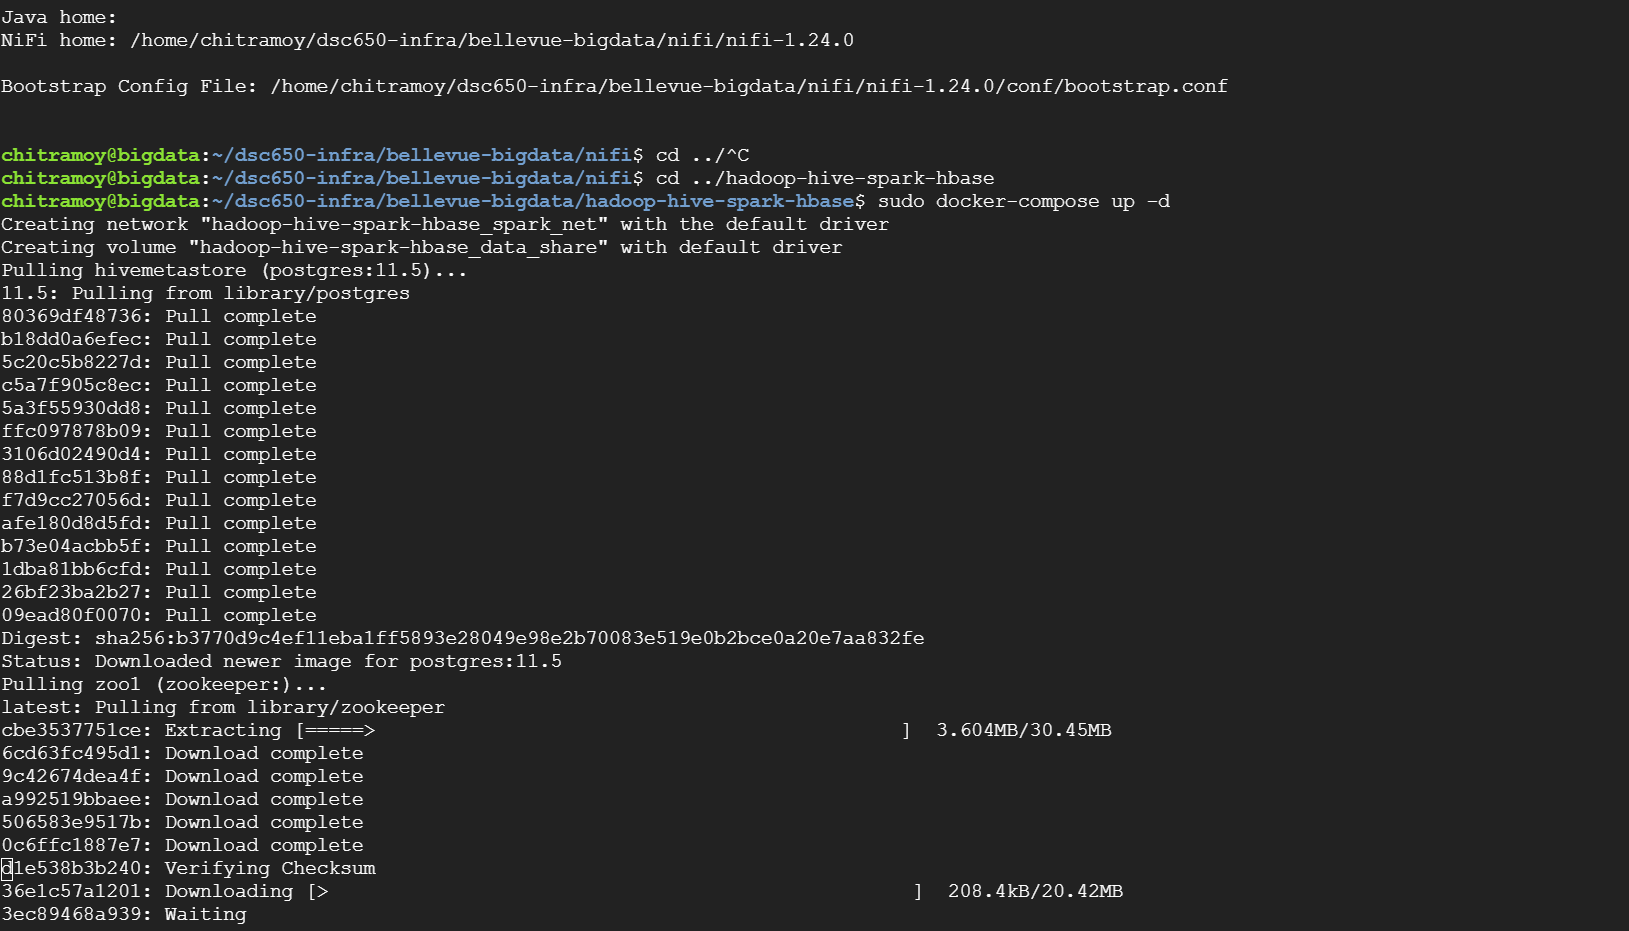 Java home:
NiFi home: /home/chitramoy/dsc650-infra/bellevue-bigdata/nifi/nifi-1.24.0
Bootstrap Config File: /home/chitramoy/dsc650-infra/bellevue-bigdata/nifi/nifi-1.24.0/conf/bootstrap.conf
chitramoy@bigdata:~/dsc650-infra/bellevue-bigdata/nifi$ cd ../^C
chitramoy@bigdata:~/dsc650-infra/bellevue-bigdata/nifi$ cd ../hadoop-hive-spark-hbase
chitramoy@bigdata:~/dsc650-infra/bellevue-bigdata/hadoop-hive-spark-hbase$ sudo docker-compose up -d
Creating network "hadoop-hive-spark-hbase_spark_net" with the default driver
Creating volume "hadoop-hive-spark-hbase_data_share" with default driver
Pulling hivemetastore (postgres:11.5)...
11.5: Pulling from library/postgres
80369df48736: Pull complete
b18dd0a6efec: Pull complete
5c20c5b8227d: Pull complete
c5a7f905c8ec: Pull complete
5a3f55930dd8: Pull complete
ffc097878b09: Pull complete
3106d02490d4: Pull complete
88d1fc513b8f: Pull complete
f7d9cc27056d: Pull complete
afe180d8d5fd: Pull complete
b73e04acbb5f: Pull complete
1dba81bb6cfd: Pull complete
26bf23ba2b27: Pull complete
09ead80f0070: Pull complete
Digest: sha256:b3770d9c4ef11eba1ff5893e28049e98e2b70083e519e0b2bce0a20e7aa832fe
Status: Downloaded newer image for postgres:11.5
Pulling zoo1 (zookeeper:)...
latest: Pulling from library/zookeeper
cbe3537751ce: Extracting [=====>                                             ]  3.604MB/30.45MB
6cd63fc495d1: Download complete
9c42674dea4f: Download complete
a992519bbaee: Download complete
506583e9517b: Download complete
0c6ffc1887e7: Download complete
d1e538b3b240: Verifying Checksum
36e1c57a1201: Downloading [>                                                  ]  208.4kB/20.42MB
3ec89468a939: Waiting